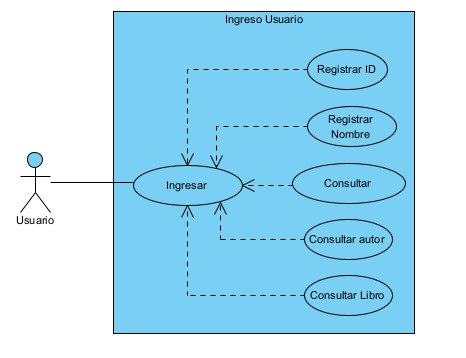 Ingreso Usuario
Registrar ID
Registrar
Nombre
Ingresar
Consultar
Usuario
Consultar autor
Consultar Libro